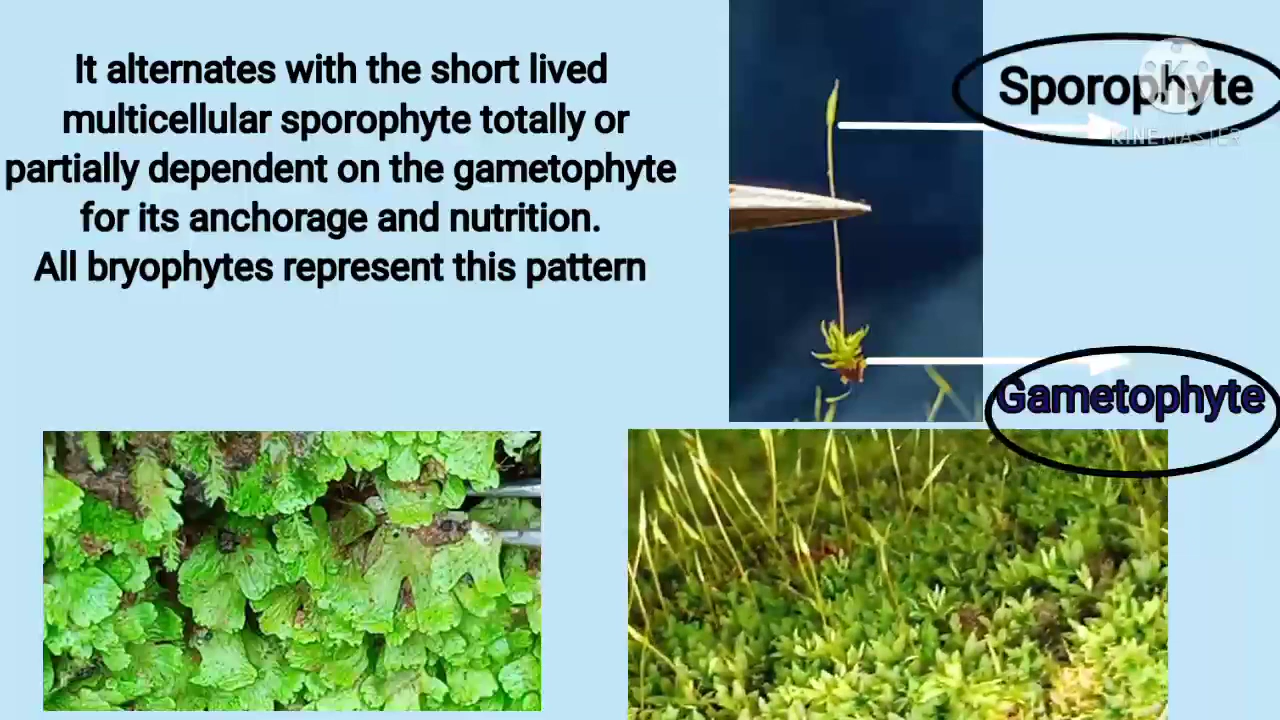 It alternates with the short lived
multicellular sporophyte totally or
partially dependent on the gametophyte
for its anchorage and nutrition.
All bryophytes represent this pattern
Sporophyte
KINEMASTER
Gametophyte